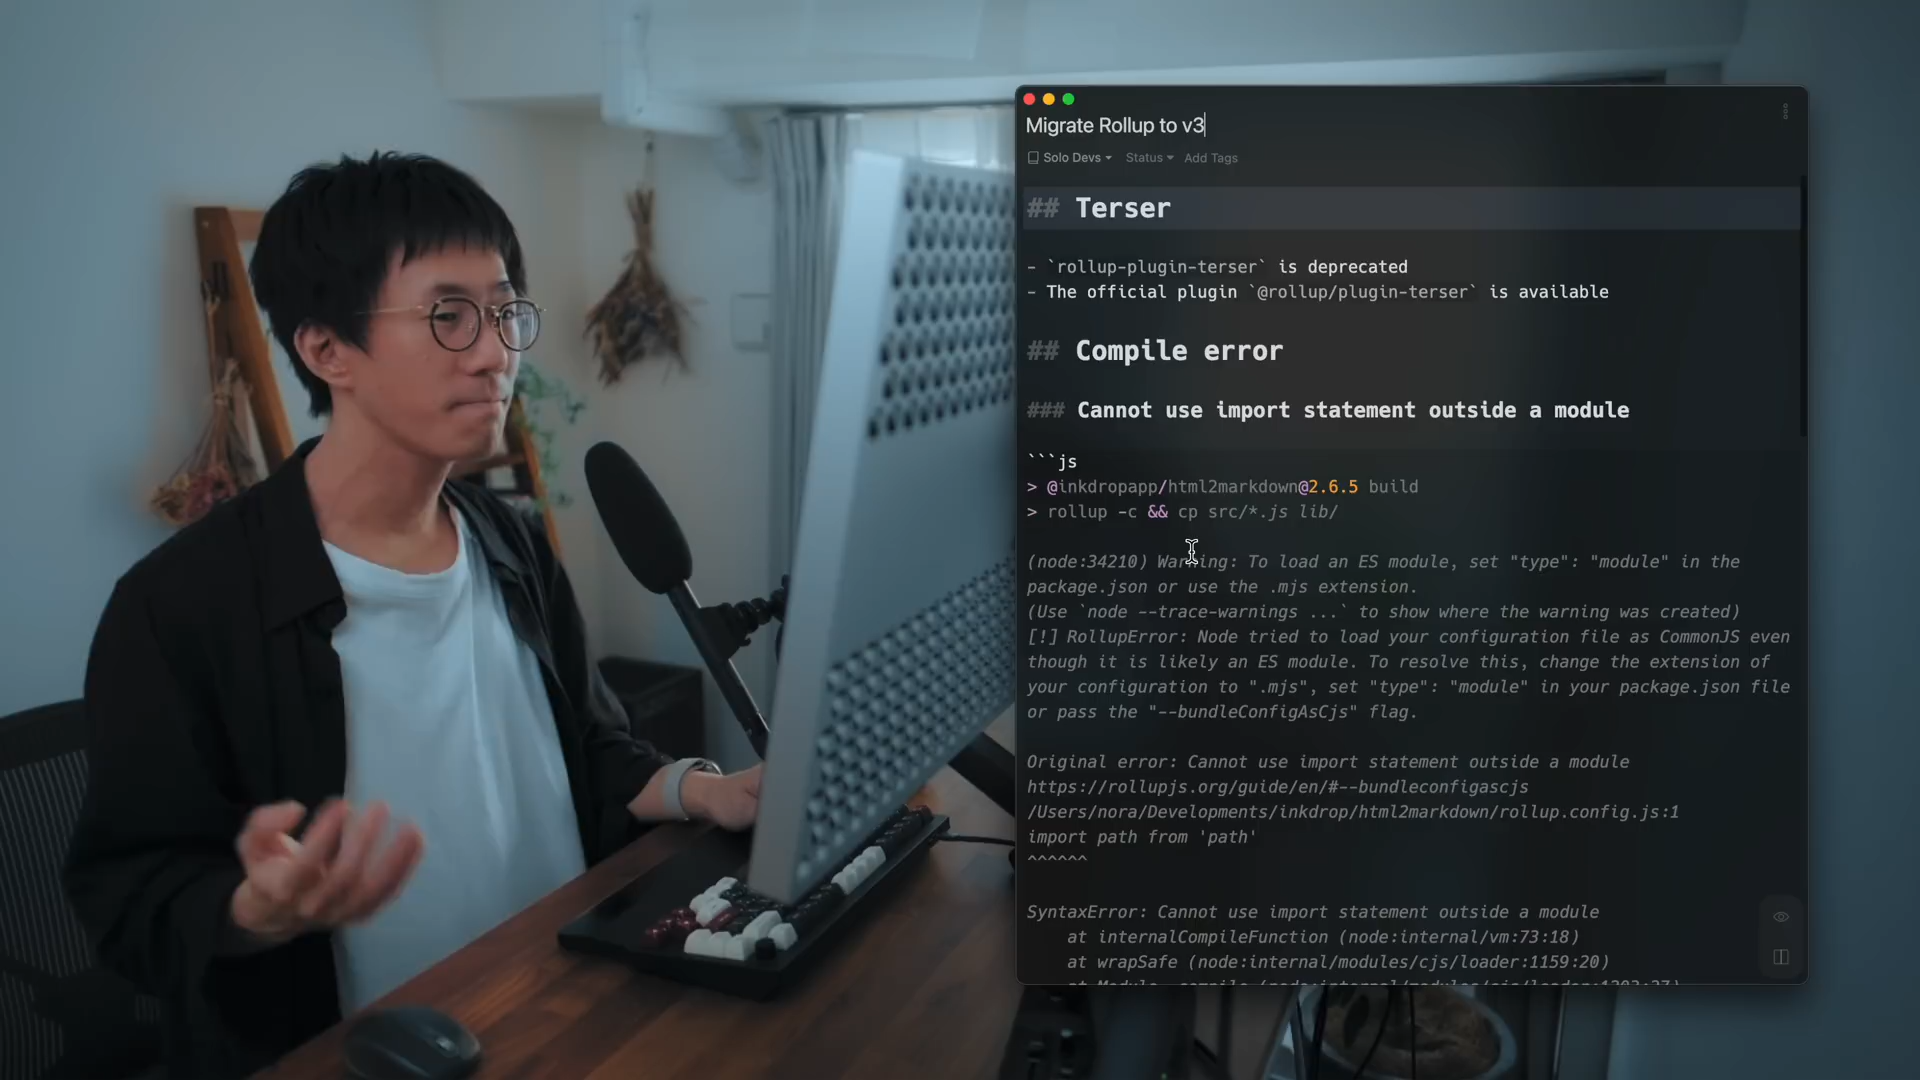 Migrate Rollup to v3
Solo Devs Status Add Tags
## Terser
- `rollup-plugin-terser` is deprecated
- The official plugin `@rollup/plugin-terser` is available
## Compile error
### Cannot use import statement outside a module
```js
> @inkdropapp/html2markdown@2.6.5 build
> rollup -c && cp src/*.js lib/
(node:34210) Warning: To load an ES module, set "type": "module" in the
package.json or use the .mjs extension.
(Use `node --trace-warnings ...` to show where the warning was created)
[!] RollupError: Node tried to load your configuration file as CommonJS even
though it is likely an ES module. To resolve this, change the extension of
your configuration to ".mjs", set "type": "module" in your package.json file
or pass the "--bundleConfigAsCjs" flag.
Original error: Cannot use import statement outside a module
https://rollupjs.org/guide/en/#--bundleconfigascjs
/Users/nora/Developments/inkdrop/html2markdown/rollup.config.js:1
import path from 'path'
^^^^^^
SyntaxError: Cannot use import statement outside a module
at internalCompileFunction (node:internal/vm:73:18)
at wrapSafe (node:internal/modules/cjs/loader:1159:20)